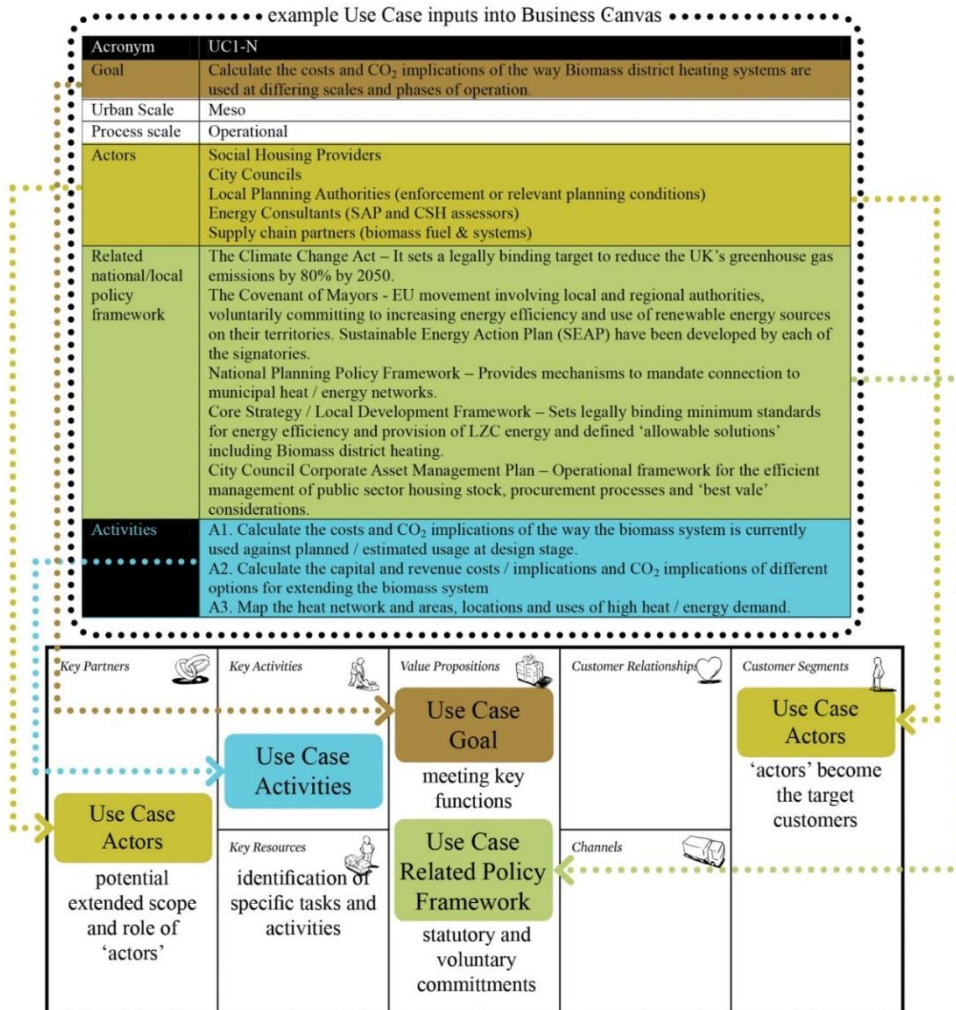 example Use Case inputs into Business Canvas
Acronym UC1-N
Goal Calculate the costs and CO₂ implications of the way Biomass district heating systems are
used at differing scales and phases of operation.
Urban Scale Meso
Process scale Operational
Actors Social Housing Providers
City Councils
Local Planning Authorities (enforcement or relevant planning conditions)
Energy Consultants (SAP and CSH assessors)
Supply chain partners (biomass fuel & systems)
Related The Climate Change Act – It sets a legally binding target to reduce the UK's greenhouse gas
national/local emissions by 80% by 2050.
policy The Covenant of Mayors - EU movement involving local and regional authorities,
framework voluntarily committing to increasing energy efficiency and use of renewable energy sources
on their territories. Sustainable Energy Action Plan (SEAP) have been developed by each of
the signatories.
National Planning Policy Framework – Provides mechanisms to mandate connection to
municipal heat / energy networks.
Core Strategy / Local Development Framework – Sets legally binding minimum standards
for energy efficiency and provision of LZC energy and defined 'allowable solutions'
including Biomass district heating.
City Council Corporate Asset Management Plan – Operational framework for the efficient
management of public sector housing stock, procurement processes and 'best vale'
considerations.
Activities A1. Calculate the costs and CO₂ implications of the way the biomass system is currently
used against planned / estimated usage at design stage.
A2. Calculate the capital and revenue costs / implications and CO₂ implications of different
options for extending the biomass system
A3. Map the heat network and areas, locations and uses of high heat / energy demand.
Key Partners
Use Case
Actors
potential
extended scope
and role of
'actors'
Key Activities
Use Case
Activities
Key Resources
identification of
specific tasks and
activities
Value Propositions
Use Case
Goal
meeting key
functions
Use Case
Related Policy
Framework
statutory and
voluntary
committments
Customer Relationships
Channels
Customer Segments
Use Case
Actors
'actors' become
the target
customers